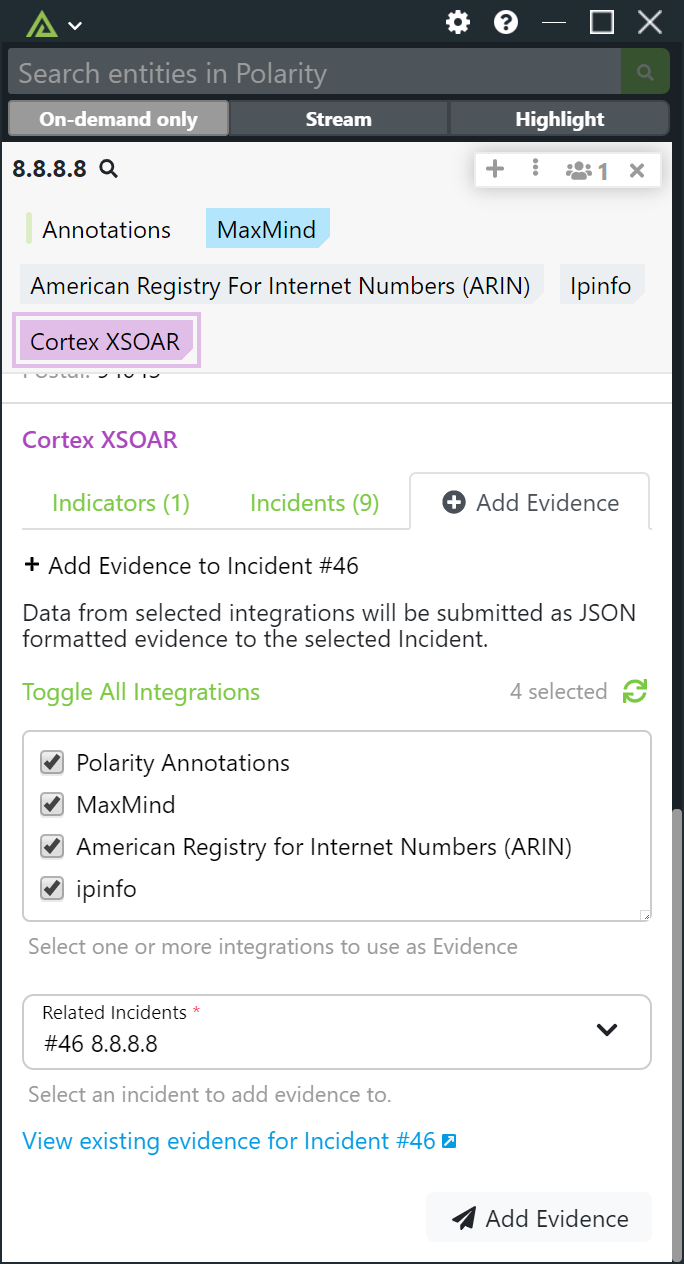 Search entities in Polarity
On-demand only Stream Highlight
8.8.8.8 1
Annotations MaxMind
American Registry For Internet Numbers (ARIN) Ipinfo
Cortex XSOAR
Cortex XSOAR
Indicators (1) Incidents (9) Add Evidence
+ Add Evidence to Incident #46
Data from selected integrations will be submitted as JSON
formatted evidence to the selected Incident.
Toggle All Integrations 4 selected
Polarity Annotations
MaxMind
American Registry for Internet Numbers (ARIN)
ipinfo
Select one or more integrations to use as Evidence
Related Incidents *
#46 8.8.8.8
Select an incident to add evidence to.
View existing evidence for Incident #46
Add Evidence